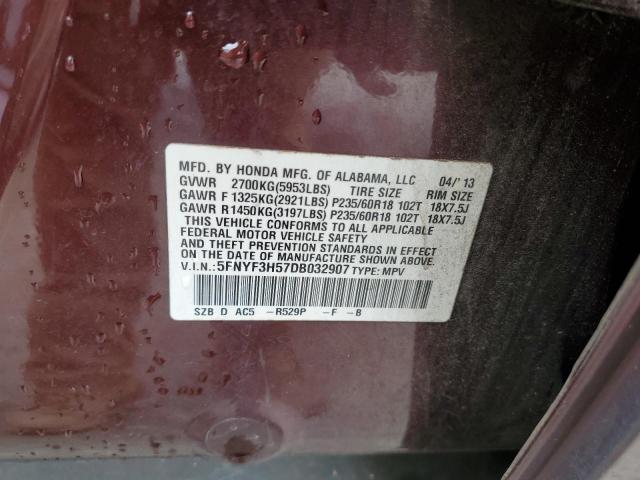 MFD. BY HONDA MFG. OF ALABAMA, LLC 04/'13
GVWR 2700KG(5953LBS) TIRE SIZE RIM SIZE
GAWR F 1325KG(2921LBS) P235/60R18 102T 18X7.5J
GAWR R1450KG(3197LBS) P235/60R18 102T 18X7.5J
THIS VEHICLE CONFORMS TO ALL APPLICABLE
FEDERAL MOTOR VEHICLE SAFETY
AND THEFT PREVENTION STANDARDS IN EFFECT
ON THE DATE OF MANUFACTURE SHOWN ABOVE.
V.I.N.: 5FNYF3H57DB032907 TYPE: MPV
SZB D AC5 -R529P -F -B